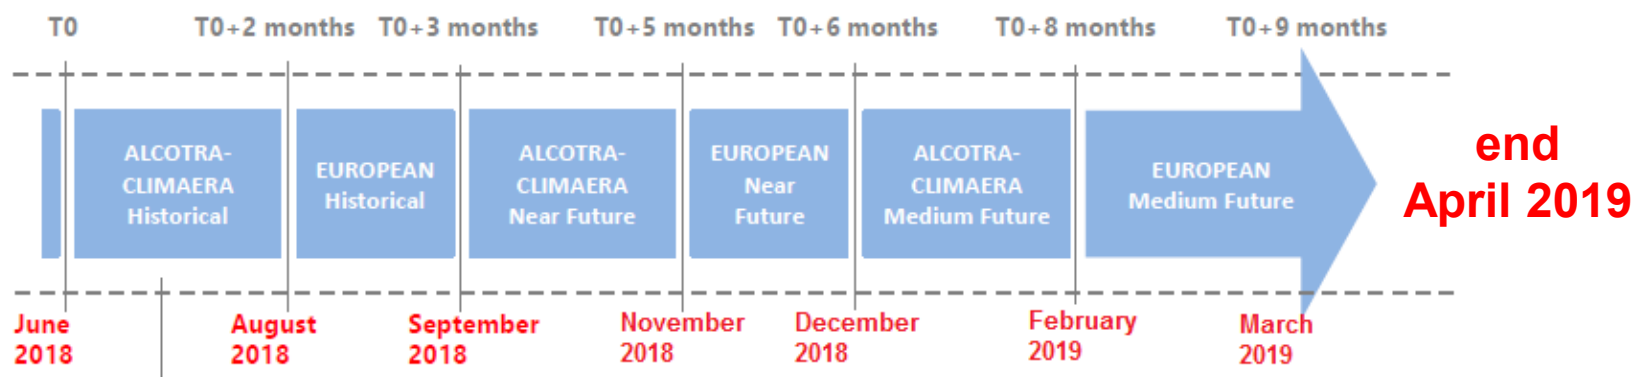 T0 T0+2 months T0+3 months T0+5 months T0+6 months T0+8 months T0+9 months
ALCOTRA-
CLIMAERA
Historical
EUROPEAN
Historical
ALCOTRA-
CLIMAERA
Near Future
EUROPEAN
Near
Future
ALCOTRA-
CLIMAERA
Medium Future
EUROPEAN
Medium Future
end
April 2019
June
2018
August
2018
September
2018
November
2018
December
2018
February
2019
March
2019